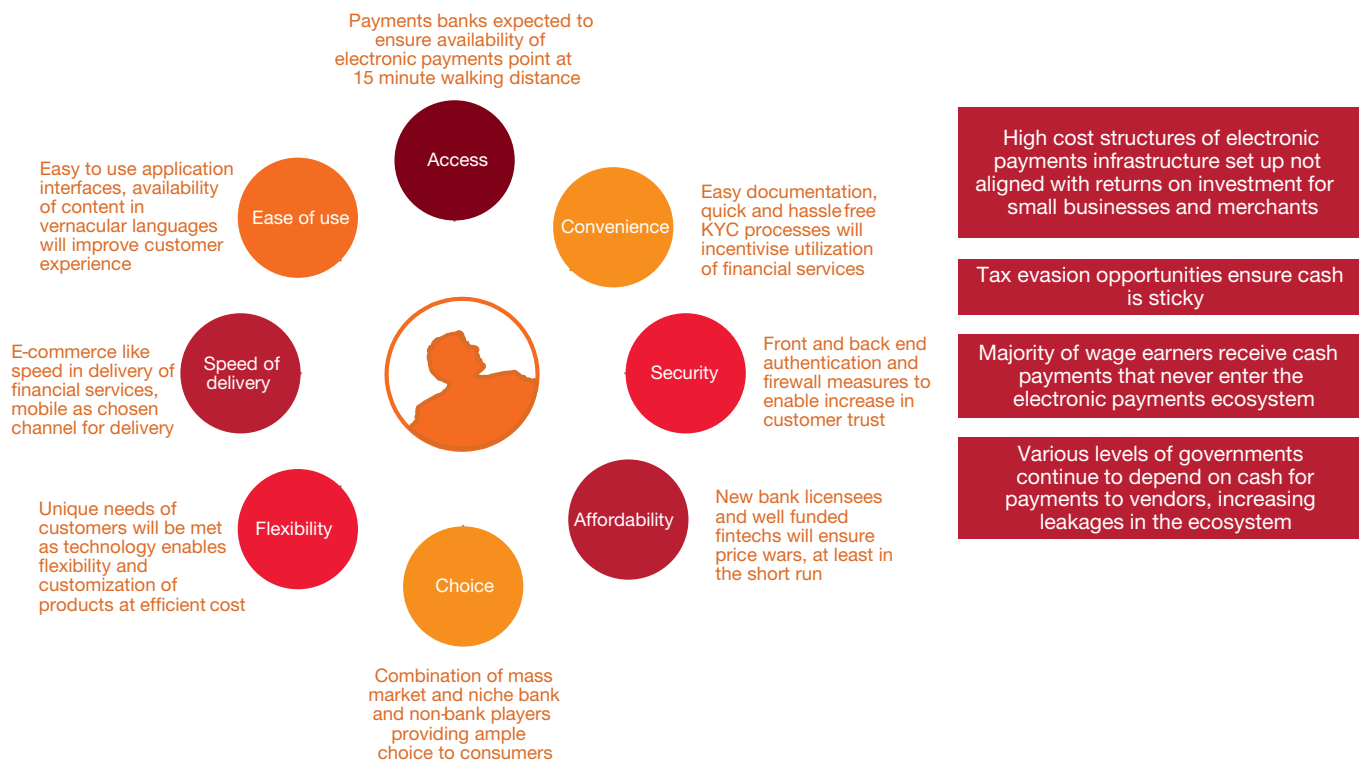 Payments banks expected to
ensure availability of
electronic payments point at
15 minute walking distance
Access
Easy to use application
interfaces, availability
of content in
vernacular languages
will improve customer
experience
Ease of use
Convenience
Easy documentation,
quick and hassle free
KYC processes will
incentivise utilization
of financial services
E-commerce like
speed in delivery of
financial services,
mobile as chosen
channel for delivery
Speed of
delivery
Security
Front and back end
authentication and
firewall measures to
enable increase in
customer trust
Unique needs of
customers will be met
as technology enables
flexibility and
customization of
products at efficient cost
Flexibility
Choice
Affordability
New bank licensees
and well funded
fintechs will ensure
price wars, at least in
the short run
Combination of mass
market and niche bank
and non-bank players
providing ample
choice to consumers
High cost structures of electronic
payments infrastructure set up not
aligned with returns on investment for
small businesses and merchants
Tax evasion opportunities ensure cash
is sticky
Majority of wage earners receive cash
payments that never enter the
electronic payments ecosystem
Various levels of governments
continue to depend on cash for
payments to vendors, increasing
leakages in the ecosystem